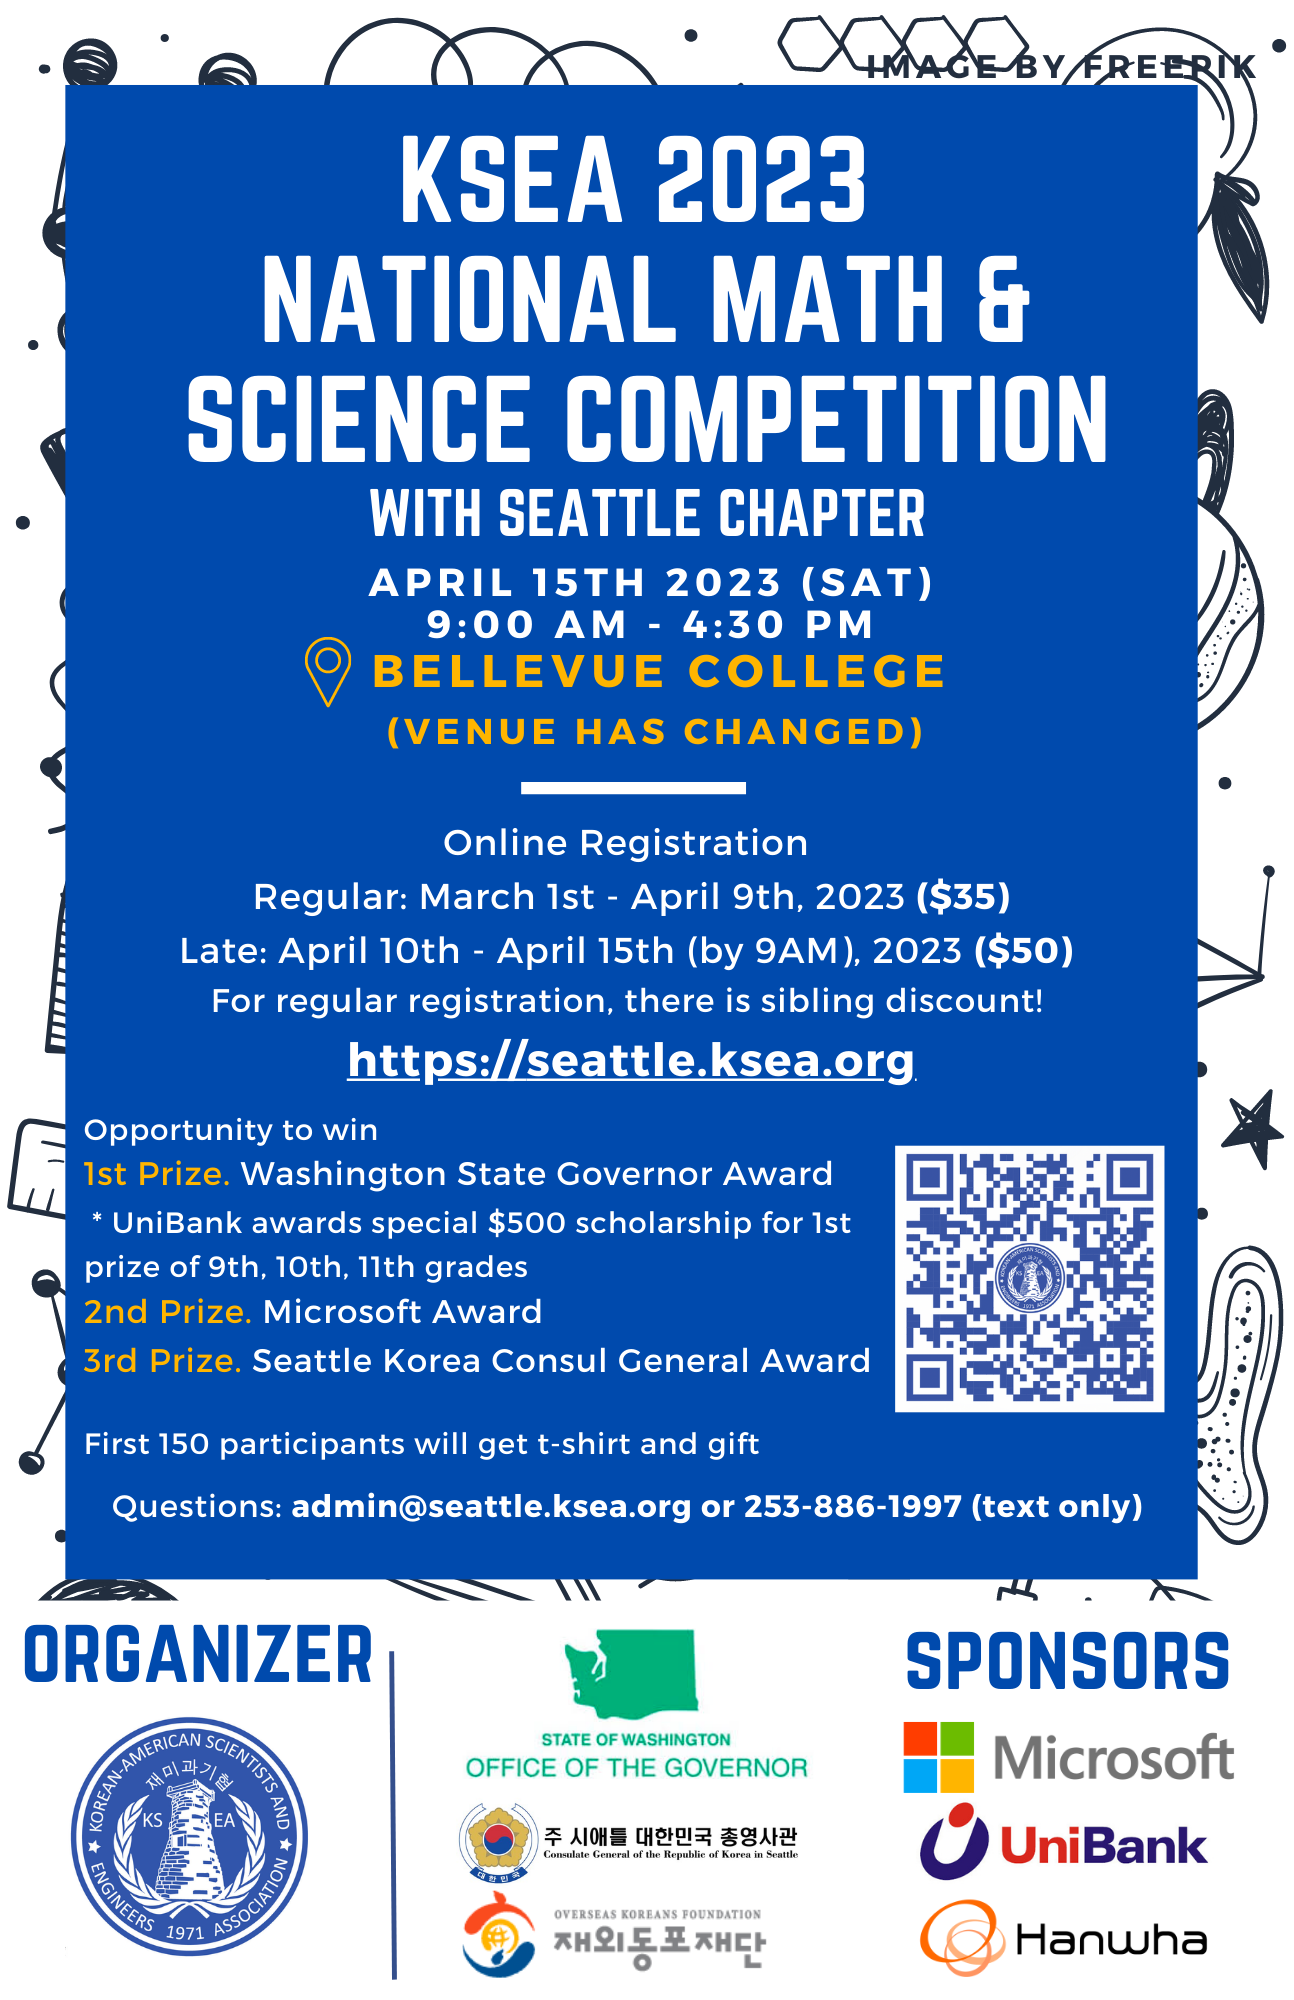 IMAGE BY FREEPIK
KSEA 2023
NATIONAL MATH &
SCIENCE COMPETITION
WITH SEATTLE CHAPTER
APRIL 15TH 2023 (SAT)
9:00 AM - 4:30 PM
BELLEVUE COLLEGE
(VENUE HAS CHANGED)
Online Registration
Regular: March 1st - April 9th, 2023 ($35)
Late: April 10th - April 15th (by 9AM), 2023 ($50)
For regular registration, there is sibling discount!
https://seattle.ksea.org
Opportunity to win
1st Prize. Washington State Governor Award
* UniBank awards special $500 scholarship for 1st
prize of 9th, 10th, 11th grades
2nd Prize. Microsoft Award
3rd Prize. Seattle Korea Consul General Award
First 150 participants will get t-shirt and gift
Questions: admin@seattle.ksea.org or 253-886-1997 (text only)
ORGANIZER
KOREAN-AMERICAN SCIENTISTS AND
재미과기협
KS EA
ENGINEERS 1971 ASSOCIATION
STATE OF WASHINGTON
OFFICE OF THE GOVERNOR
주 시애틀 대한민국 총영사관
Consulate General of the Republic of Korea in Seattle
대한민국
OVERSEAS KOREANS FOUNDATION
재외동포재단
SPONSORS
Microsoft
UniBank
Hanwha